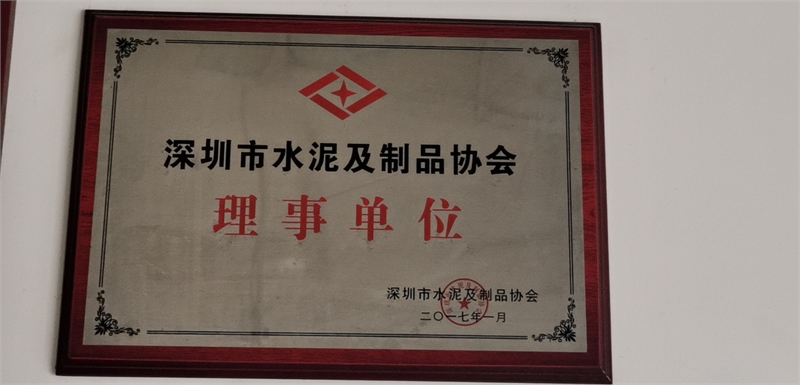 深圳市水泥及制品协会
理事单位
深圳市水泥及制品协会
二〇一七年一月